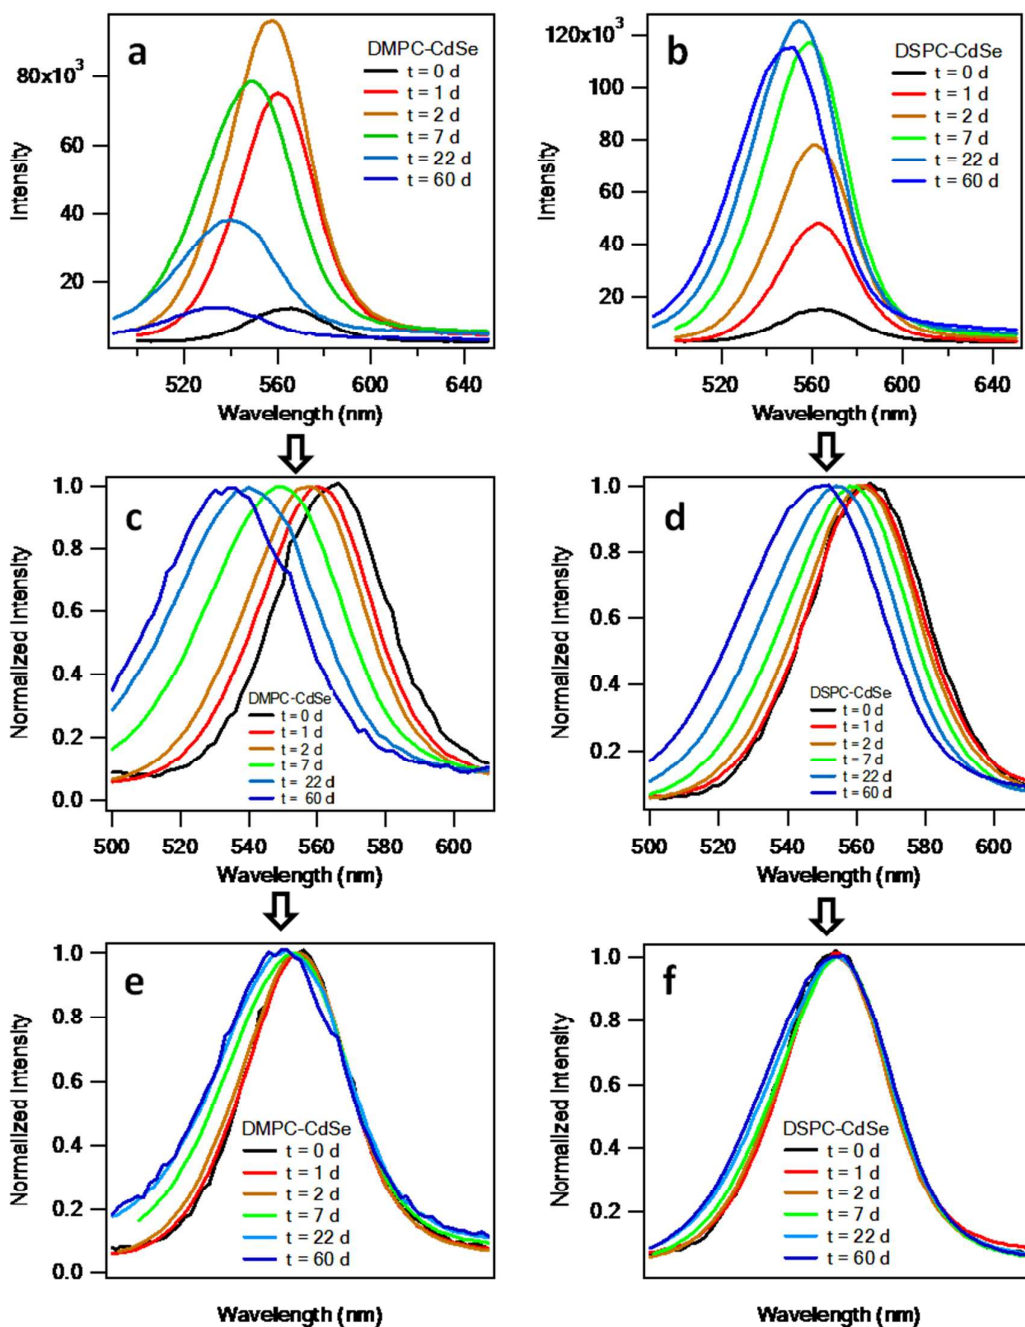 a
DMPC-CdSe
t = 0 d
t = 1 d
t = 2 d
t = 7 d
t = 22 d
t = 60 d
80x10³
60
40
20
Intensity
520 560 600 640
Wavelength (nm)
b
DSPC-CdSe
t = 0 d
t = 1 d
t = 2 d
t = 7 d
t = 22 d
t = 60 d
120x10³
100
80
60
40
20
Intensity
520 560 600 640
Wavelength (nm)
c
1.0
0.8
0.6
0.4
0.2
0.0
Normalized Intensity
DMPC-CdSe
t = 0 d
t = 1 d
t = 2 d
t = 7 d
t = 22 d
t = 60 d
500 520 540 560 580 600
Wavelength (nm)
d
1.0
0.8
0.6
0.4
0.2
Normalized Intensity
DSPC-CdSe
t = 0 d
t = 1 d
t = 2 d
t - 7 d
t = 22 d
t = 60 d
500 520 540 560 580 600
Wavelength (nm)
e
1.0
0.8
0.6
0.4
0.2
0.0
Normalized Intensity
DMPC-CdSe
t = 0 d
t = 1 d
t = 2 d
t = 7 d
t = 22 d
t = 60 d
Wavelength (nm)
f
1.0
0.8
0.6
0.4
0.2
Normalized Intensity
DSPC-CdSe
t = 0 d
t = 1 d
t = 2 d
t = 7 d
t = 22 d
t = 60 d
Wavelength (nm)